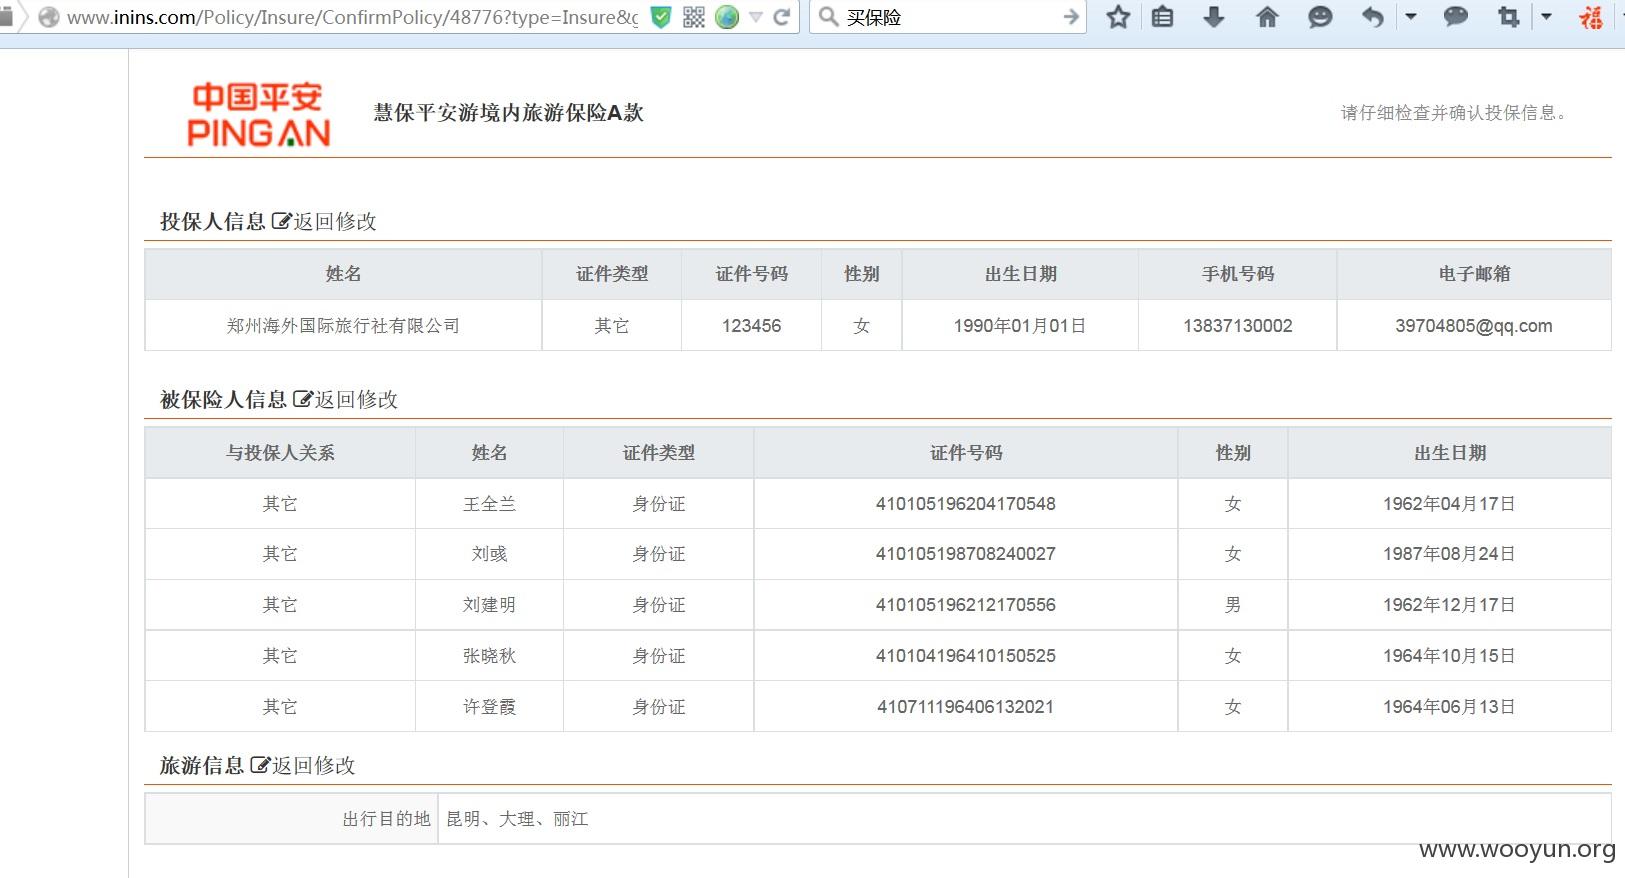 www.inins.com/Policy/Insure/ConfirmPolicy/48776?type=Insure& 买保险 福
中国平安
PING AN
慧保平安游境内旅游保险A款
请仔细检查并确认投保信息。
投保人信息 返回修改
姓名 证件类型 证件号码 性别 出生日期 手机号码 电子邮箱
郑州海外国际旅行社有限公司 其它 123456 女 1990年01月01日 13837130002 39704805@qq.com
被保险人信息 返回修改
与投保人关系 姓名 证件类型 证件号码 性别 出生日期
其它 王全兰 身份证 410105196204170548 女 1962年04月17日
其它 刘彧 身份证 410105198708240027 女 1987年08月24日
其它 刘建明 身份证 410105196212170556 男 1962年12月17日
其它 张晓秋 身份证 410104196410150525 女 1964年10月15日
其它 许登霞 身份证 410711196406132021 女 1964年06月13日
旅游信息 返回修改
出行目的地 昆明、大理、丽江
www.wooyun.org